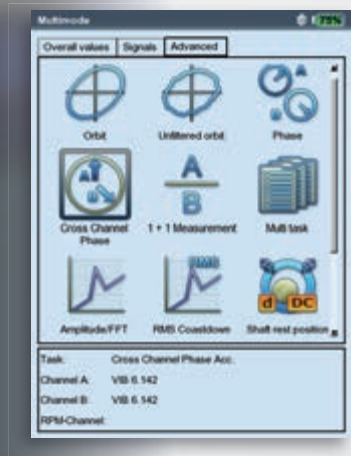 Multimode 75%
Overall values Signals Advanced
Orbit Unfiltered orbit Phase
Cross Channel Phase 1 + 1 Measurement Multi task
A
B
RMS
d DC
Amplitude/FFT RMS Coastdown Shaft rest position
Task: Cross Channel Phase Acc.
Channel A: VIB 6.142
Channel B: VIB 6.142
RPM-Channel: